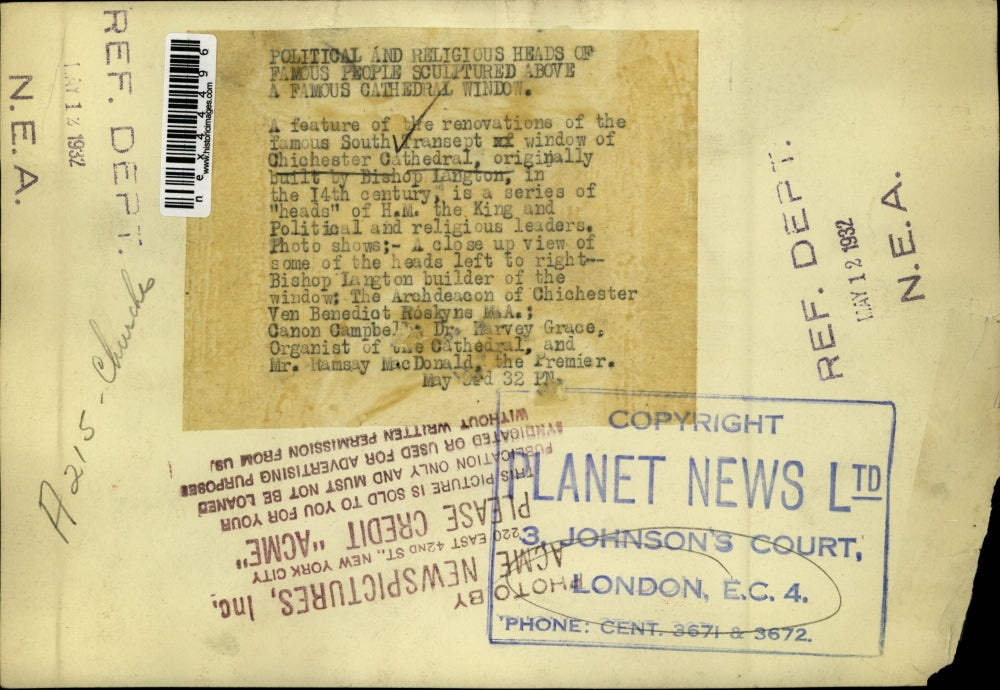 POLITICAL AND RELIGIOUS HEADS OF
FAMOUS PEOPLE SCULPTURED ABOVE
A FAMOUS CATHEDRAL WINDOW.
A feature of the renovations of the
famous South Transept window of
Chichester Cathedral, originally
built by Bishop Langton, in
the 14th century, is a series of
"heads" of H.M. the King and
Political and religious leaders.
Photo shows;- A close up view of
some of the heads left to right--
Bishop Langton builder of the
window; The Archdeacon of Chichester
Ven Benedict Hoskyns M.A.;
Canon Campbell; Dr. Harvey Grace,
Organist of the Cathedral, and
Mr. Ramsay MacDonald, the Premier.
May 3rd 32 PN.
REF. DEPT.
MAY 12 1932
N.E.A.
nex44496
www.historicimages.com
A215-Churches
REF. DEPT.
MAY 12 1932
N.E.A.
COPYRIGHT
PLANET NEWS LTD
3, JOHNSON'S COURT,
LONDON, E.C. 4.
'PHONE: CENT. 3671 & 3672.
PHOTO BY
ACME NEWSPICTURES, Inc.
220 EAST 42ND ST., NEW YORK CITY
PLEASE CREDIT "ACME"
THIS PICTURE IS SOLD TO YOU FOR YOUR
PUBLICATION ONLY AND MUST NOT BE LOANED
SYNDICATED OR USED FOR ADVERTISING PURPOSES
WITHOUT WRITTEN PERMISSION FROM US.